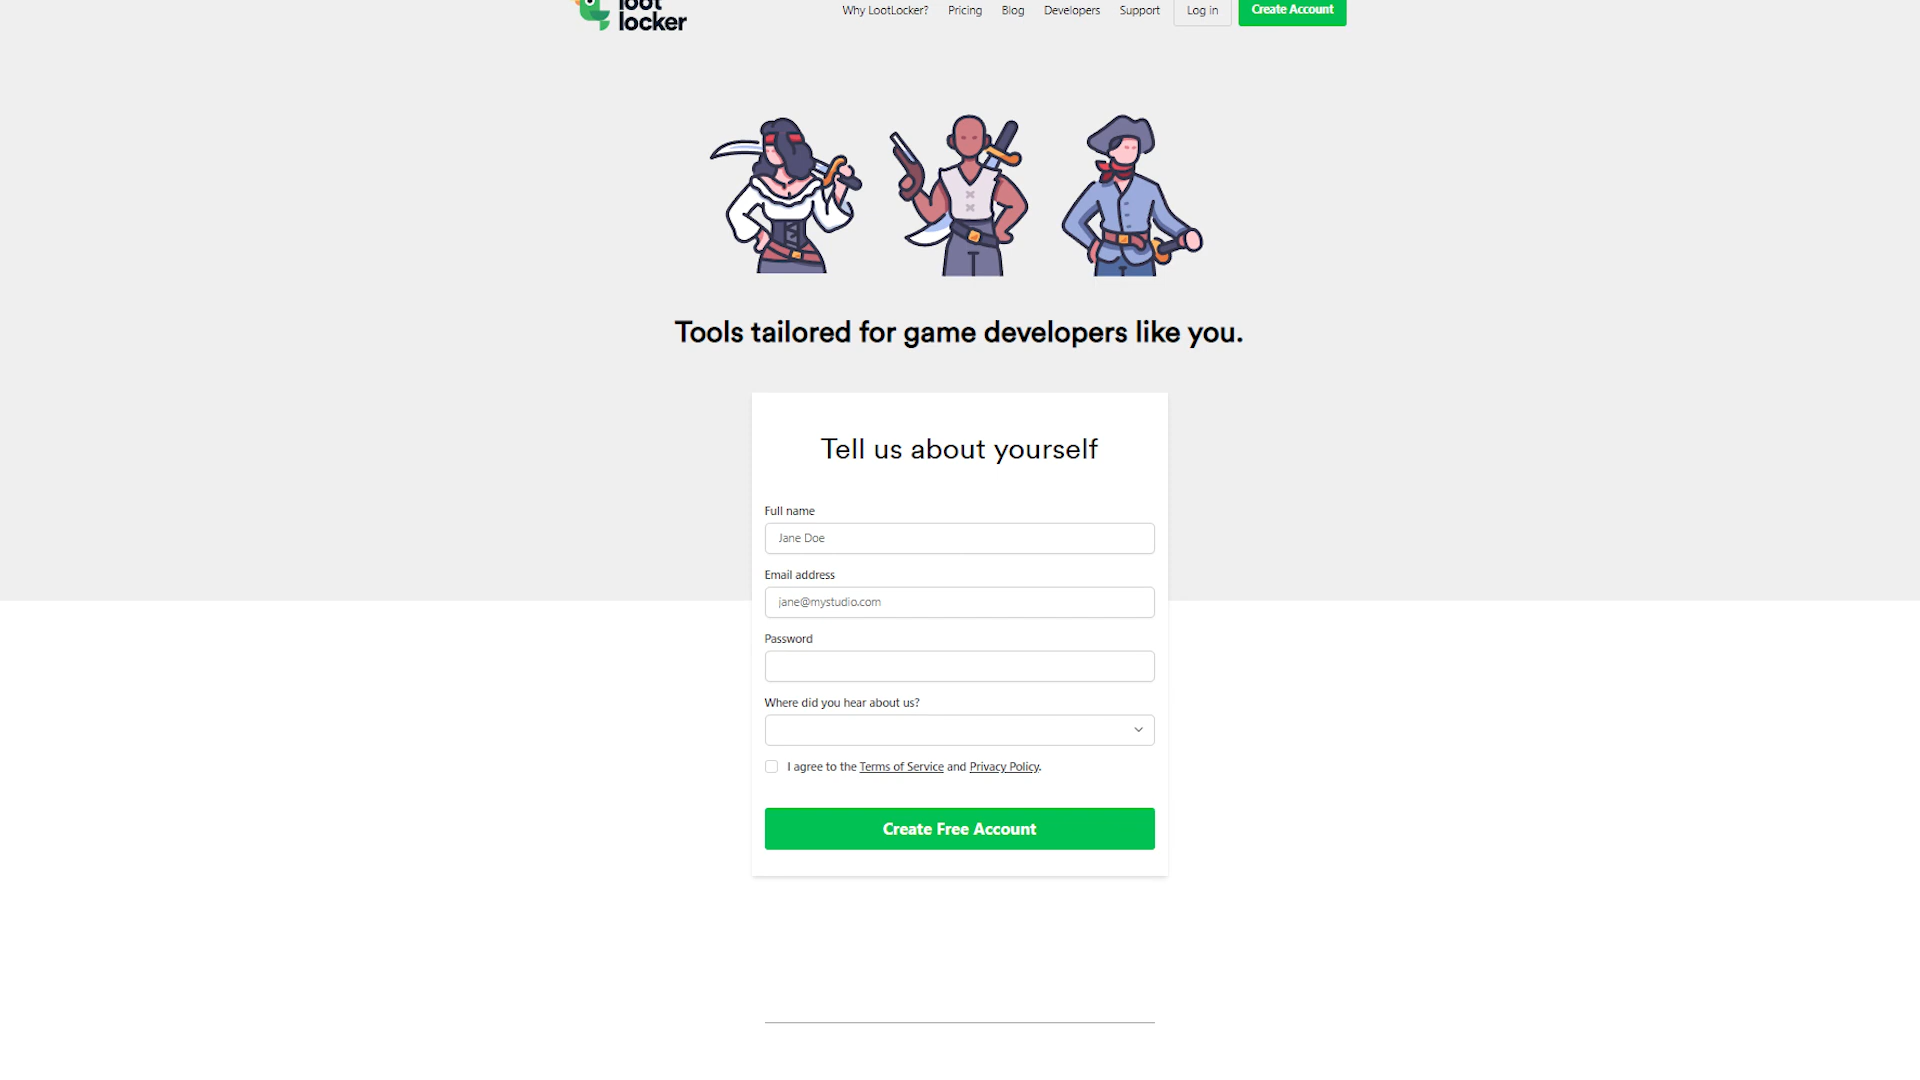 loot
locker
Why LootLocker? Pricing Blog Developers Support Log in Create Account
Tools tailored for game developers like you.
Tell us about yourself
Full name
Jane Doe
Email address
jane@mystudio.com
Password
Where did you hear about us?
I agree to the Terms of Service and Privacy Policy.
Create Free Account